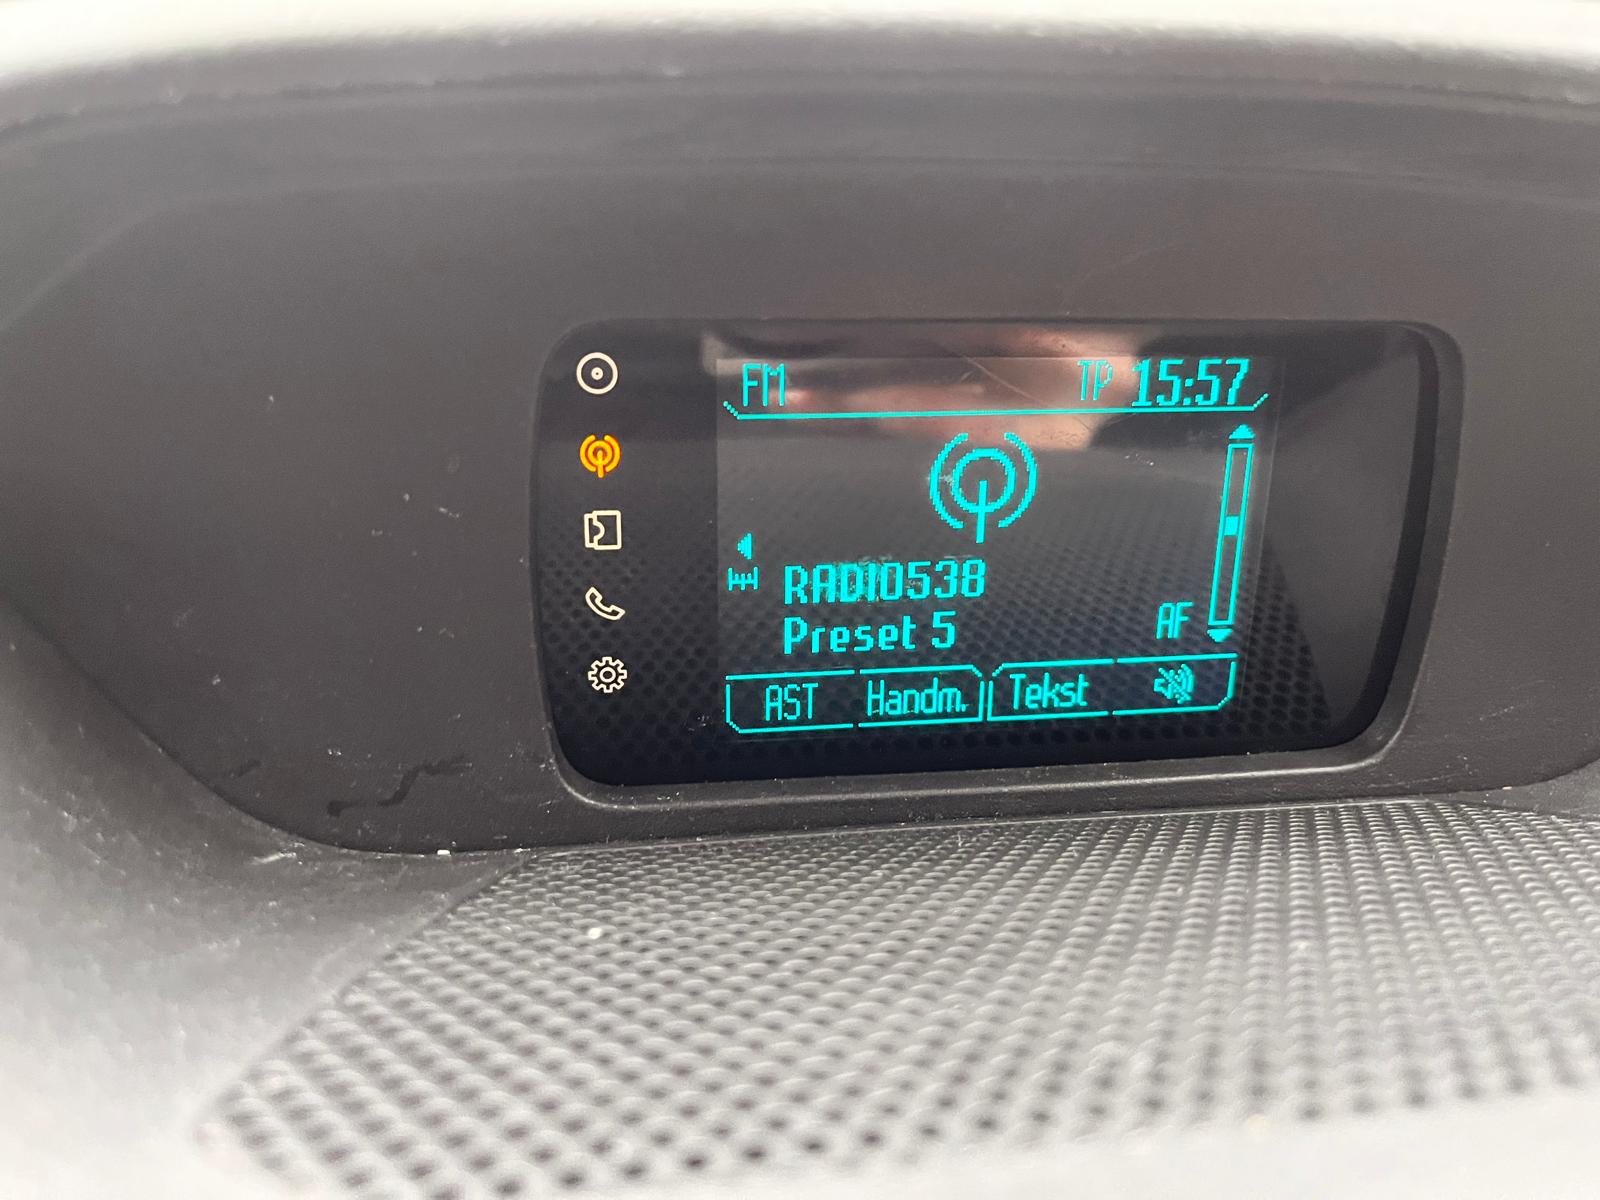 FM TP 15:57
RADIO538
Preset 5 AF
AST Handm. Tekst